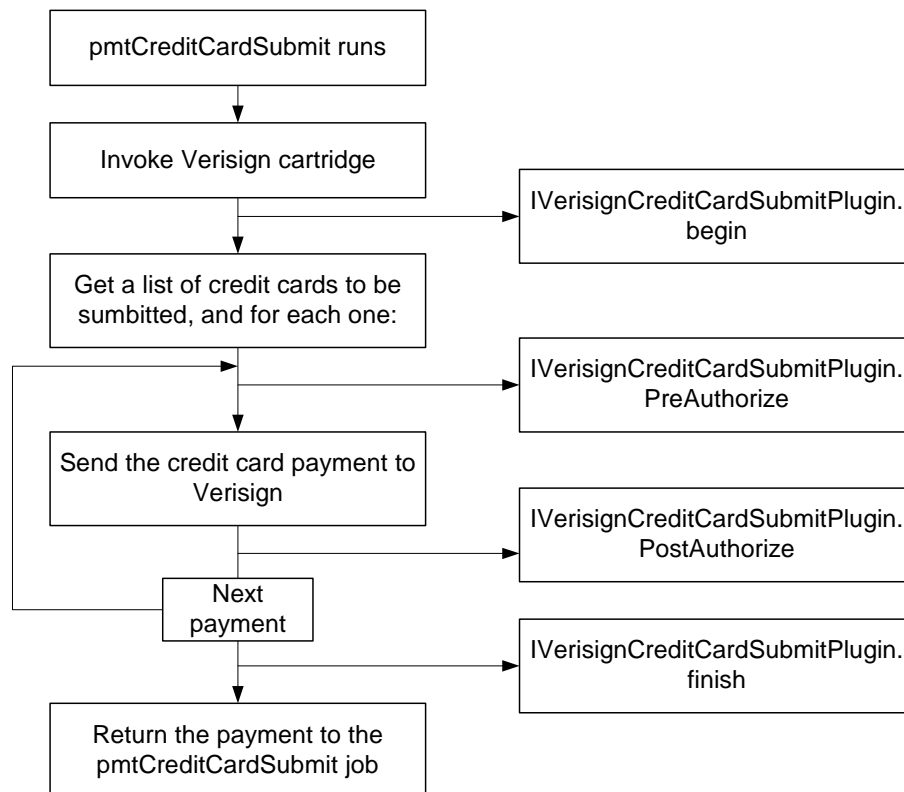 pmtCreditCardSubmit runs
Invoke Verisign cartridge
IVerisignCreditCardSubmitPlugin.
begin
Get a list of credit cards to be
sumbitted, and for each one:
IVerisignCreditCardSubmitPlugin.
PreAuthorize
Send the credit card payment to
Verisign
IVerisignCreditCardSubmitPlugin.
PostAuthorize
Next
payment
IVerisignCreditCardSubmitPlugin.
finish
Return the payment to the
pmtCreditCardSubmit job